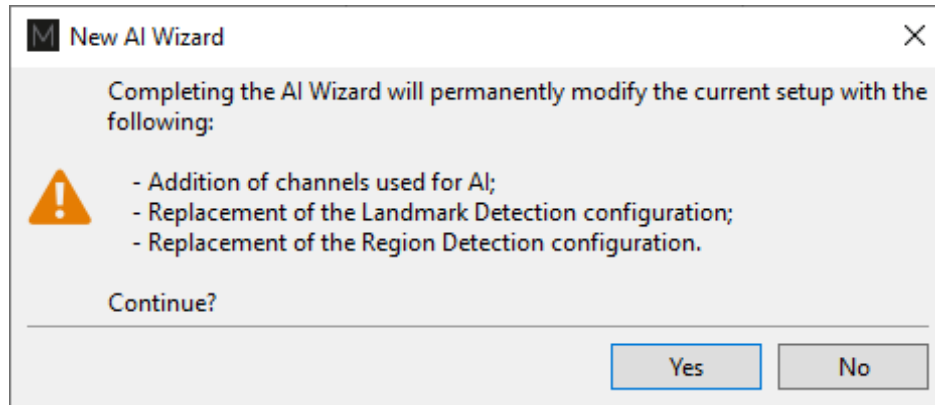 M New AI Wizard
Completing the AI Wizard will permanently modify the current setup with the
following:
- Addition of channels used for AI;
- Replacement of the Landmark Detection configuration;
- Replacement of the Region Detection configuration.
Continue?
Yes No